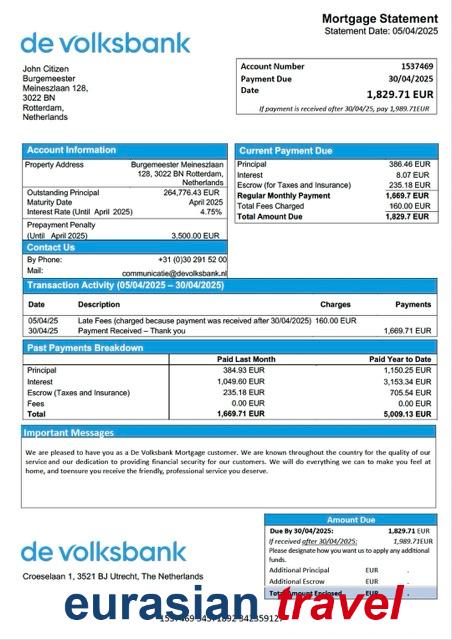 Mortgage Statement
Statement Date: 05/04/2025
de volksbank
John Citizen
Burgemeester
Meineszlaan 128,
3022 BN
Rotterdam,
Netherlands
Account Number 1537469
Payment Due 30/04/2025
Date 1,829.71 EUR
If payment is received after 30/04/25, pay 1,989.71EUR
Account Information
Property Address Burgemeester Meineszlaan
128, 3022 BN Rotterdam,
Netherlands
Outstanding Principal 264,776.43 EUR
Maturity Date April 2025
Interest Rate (Until April 2025) 4.75%
Prepayment Penalty
(Until April 2025) 3,500.00 EUR
Current Payment Due
Principal 386.46 EUR
Interest 8.07 EUR
Escrow (for Taxes and Insurance) 235.18 EUR
Regular Monthly Payment 1,669.7 EUR
Total Fees Charged 160.00 EUR
Total Amount Due 1,829.7 EUR
Contact Us
By Phone: +31 (0)30 291 52 00
Mail: communicatie@devolksbank.nl
Transaction Activity (05/04/2025 – 30/04/2025)
Date Description Charges Payments
05/04/25 Late Fees (charged because payment was received after 30/04/2025) 160.00 EUR
30/04/25 Payment Received – Thank you 1,669.71 EUR
Past Payments Breakdown
Paid Last Month Paid Year to Date
Principal 384.93 EUR 1,150.25 EUR
Interest 1,049.60 EUR 3,153.34 EUR
Escrow (Taxes and Insurance) 235.18 EUR 705.54 EUR
Fees 0.00 EUR 0.00 EUR
Total 1,669.71 EUR 5,009.13 EUR
Important Messages
We are pleased to have you as a De Volksbank Mortgage customer. We are known throughout the country for the quality of our
service and our dedication to providing financial security for our customers. We will do everything we can to make you feel at
home, and toensure you receive the friendly, professional service you deserve.
Amount Due
Due By 30/04/2025: 1,829.71 EUR
If received after 30/04/2025: 1,989.71EUR
Please designate how you want us to apply any additional
funds.
Additional Principal EUR .
Additional Escrow EUR .
Total Amount Enclosed EUR .
de volksbank
Croeselaan 1, 3521 BJ Utrecht, The Netherlands
eurasian travel